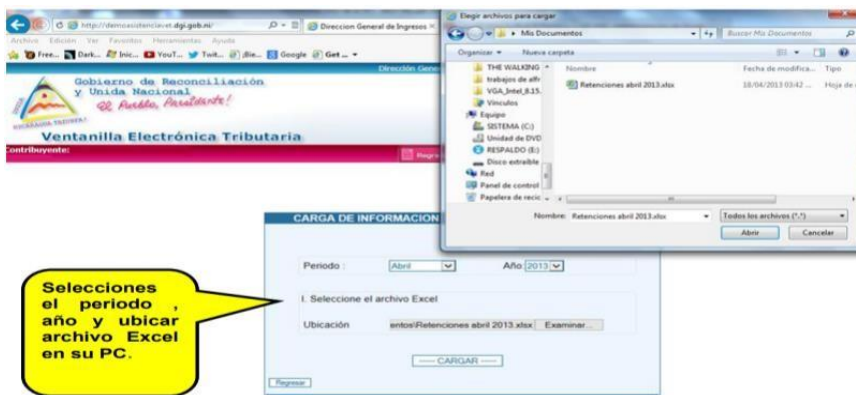 http://demoasistenciavet.dgi.gob.ni/
Direccion General de Ingresos
Archivo Edición Ver Favoritos Herramientas Ayuda
Free... Dark... Inic... YouT... Twit... Google Get...
Dirección Gene
Gobierno de Reconciliación
y Unida Nacional
El Pueblo, Presidente!
Ventanilla Electrónica Tributaria
Contribuyente:
Regre
Elegir archivos para cargar
Mis Documentos
Buscar Mis Documentos
Organizar Nueva carpeta
THE WALKING
trabajos de alfr
VGA_Intel_8.15.
Vínculos
Equipo
SISTEMA (C:)
Unidad de DVD
RESPALDO (E:)
Disco extraíble
Red
Panel de control
Papelera de recic
Nombre Fecha de modifica... Tipo
Retenciones abril 2013.xlsx 18/04/2013 03:42 ... Hoja de
Nombre: Retenciones abril 2013.xlsx Todos los archivos (*.*)
Abrir Cancelar
CARGA DE INFORMACION
Periodo : Abril Año 2013
I. Seleccione el archivo Excel
Ubicación entos\Retenciones abril 2013.xlsx Examinar...
----- CARGAR -----
Regresar
Selecciones
el periodo ,
año y ubicar
archivo Excel
en su PC.